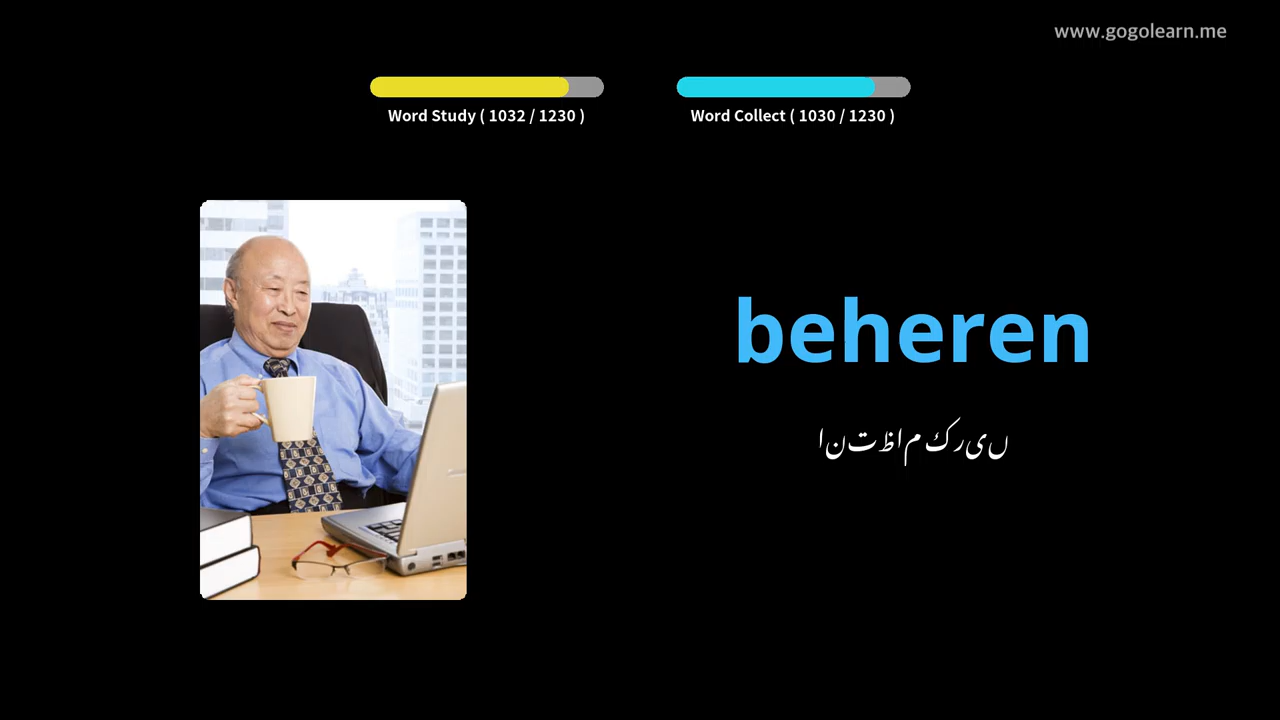 www.gogolearn.me
Word Study ( 1032 / 1230 )
Word Collect ( 1030 / 1230 )
beheren
انتظام کریں